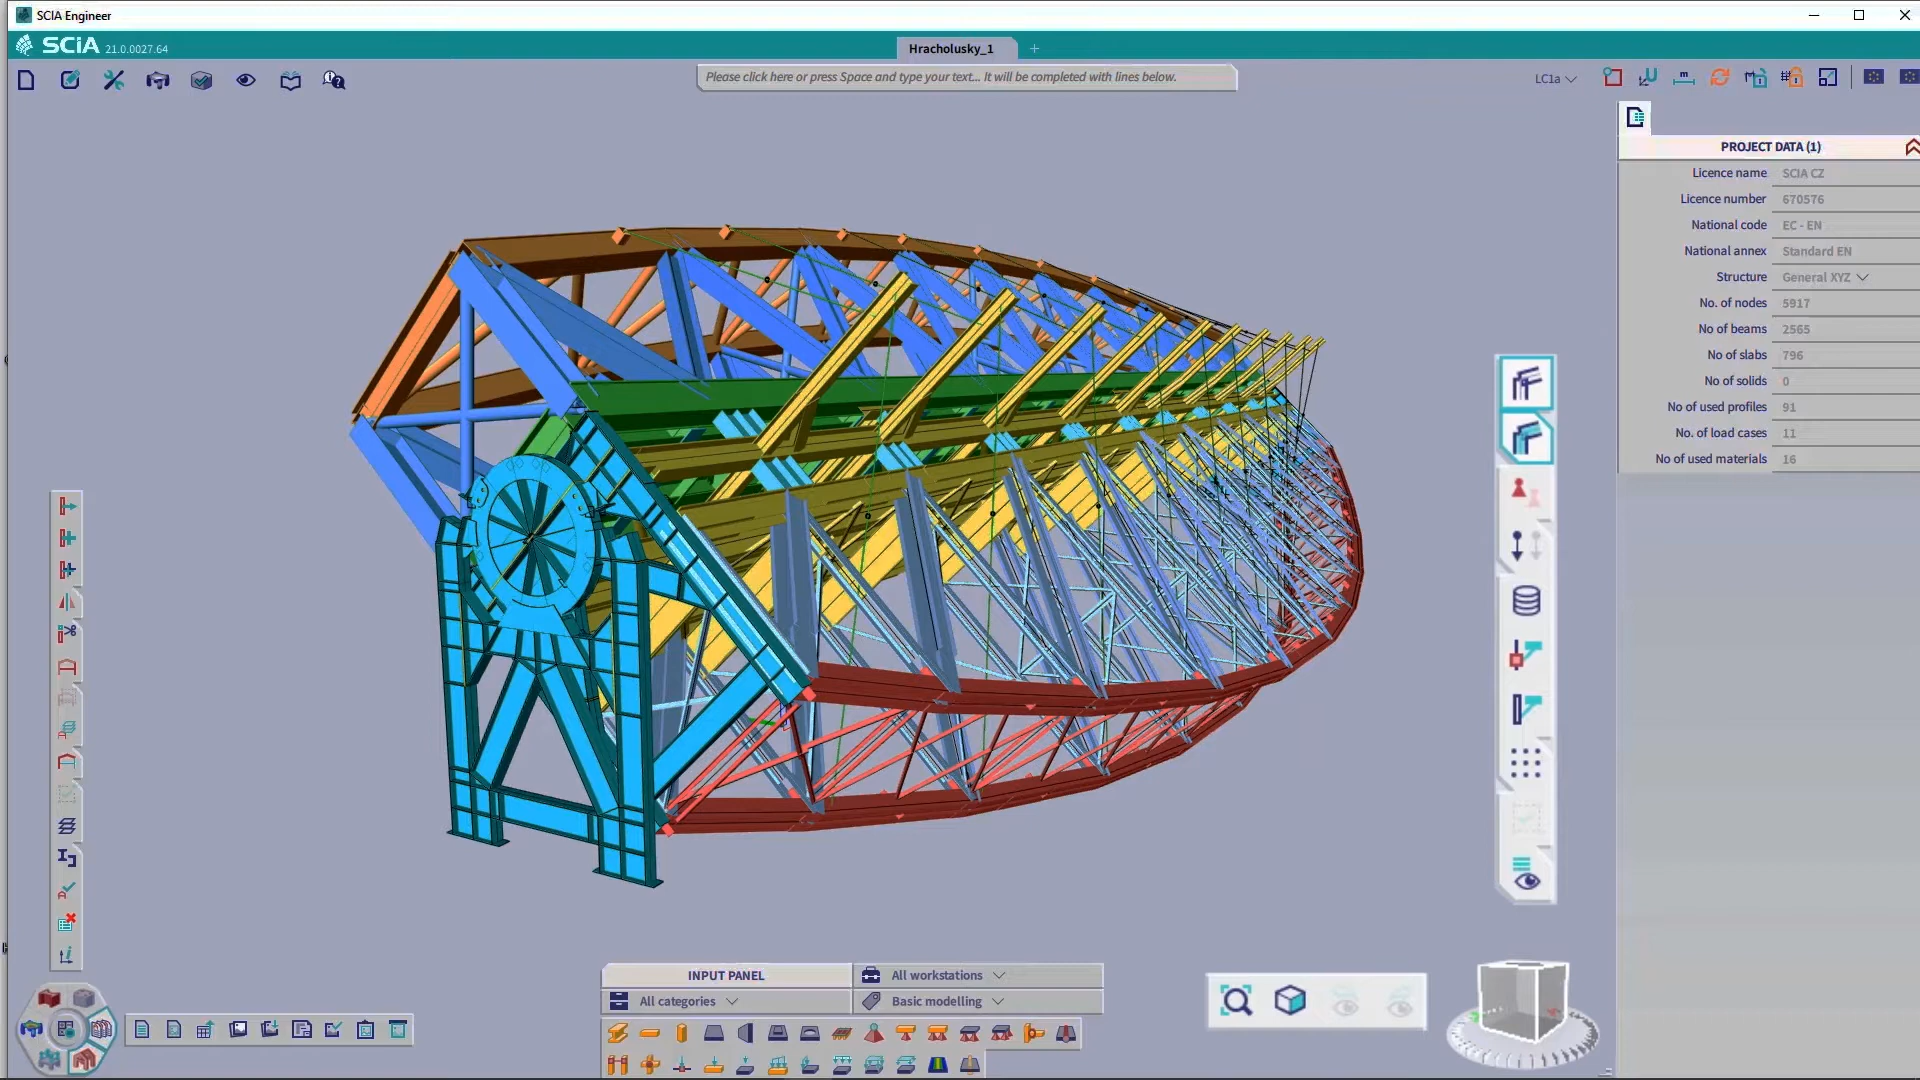 SCIA Engineer
SCIA 21.0.0027.64
Hracholusky_1 +
Please click here or press Space and type your text... It will be completed with lines below.
LC1a
PROJECT DATA (1)
Licence name SCIA CZ
Licence number 670576
National code EC - EN
National annex Standard EN
Structure General XYZ
No. of nodes 5917
No of beams 2565
No of slabs 796
No of solids 0
No of used profiles 91
No. of load cases 11
No of used materials 16
INPUT PANEL
All workstations
All categories
Basic modelling